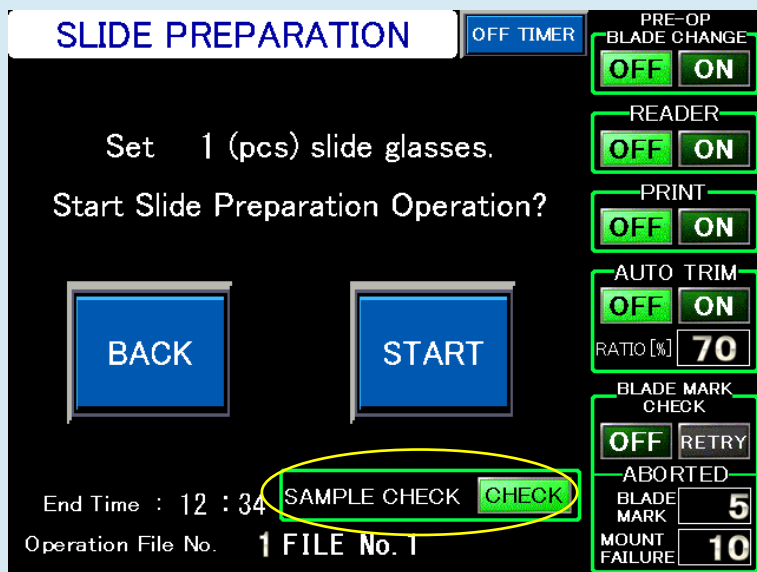 SLIDE PREPARATION
OFF TIMER
Set 1 (pcs) slide glasses.
Start Slide Preparation Operation?
BACK
START
SAMPLE CHECK CHECK
End Time : 12 : 34
Operation File No. 1 FILE No.1
PRE-OP
BLADE CHANGE
OFF ON
READER
OFF ON
PRINT
OFF ON
AUTO TRIM
OFF ON
RATIO [%] 70
BLADE MARK
CHECK
OFF RETRY
ABORTED
BLADE
MARK 5
MOUNT
FAILURE 10